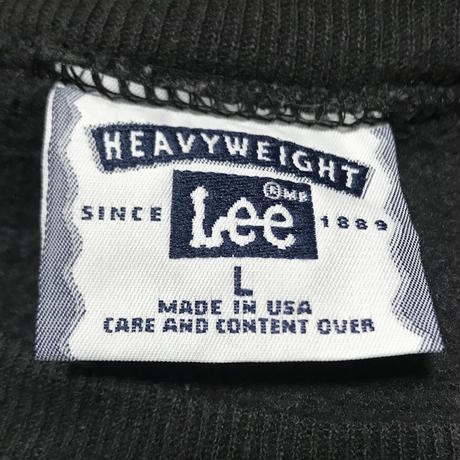 HEAVYWEIGHT
® MR
SINCE Lee 1889
L
MADE IN USA
CARE AND CONTENT OVER